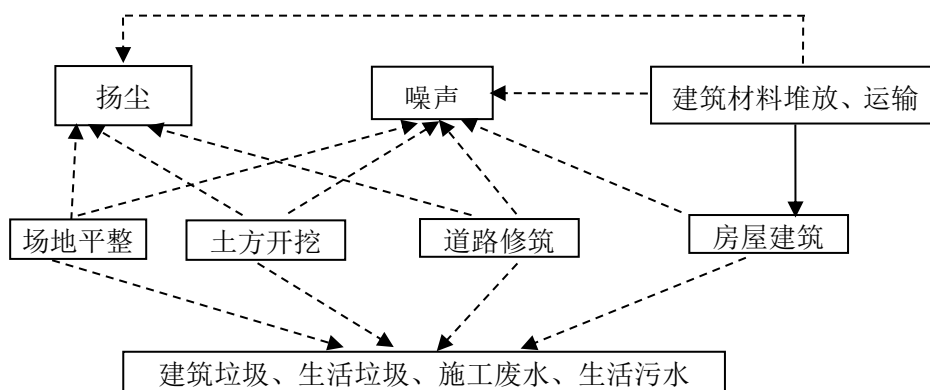 扬尘
噪声
建筑材料堆放、运输
场地平整
土方开挖
道路修筑
房屋建筑
建筑垃圾、生活垃圾、施工废水、生活污水